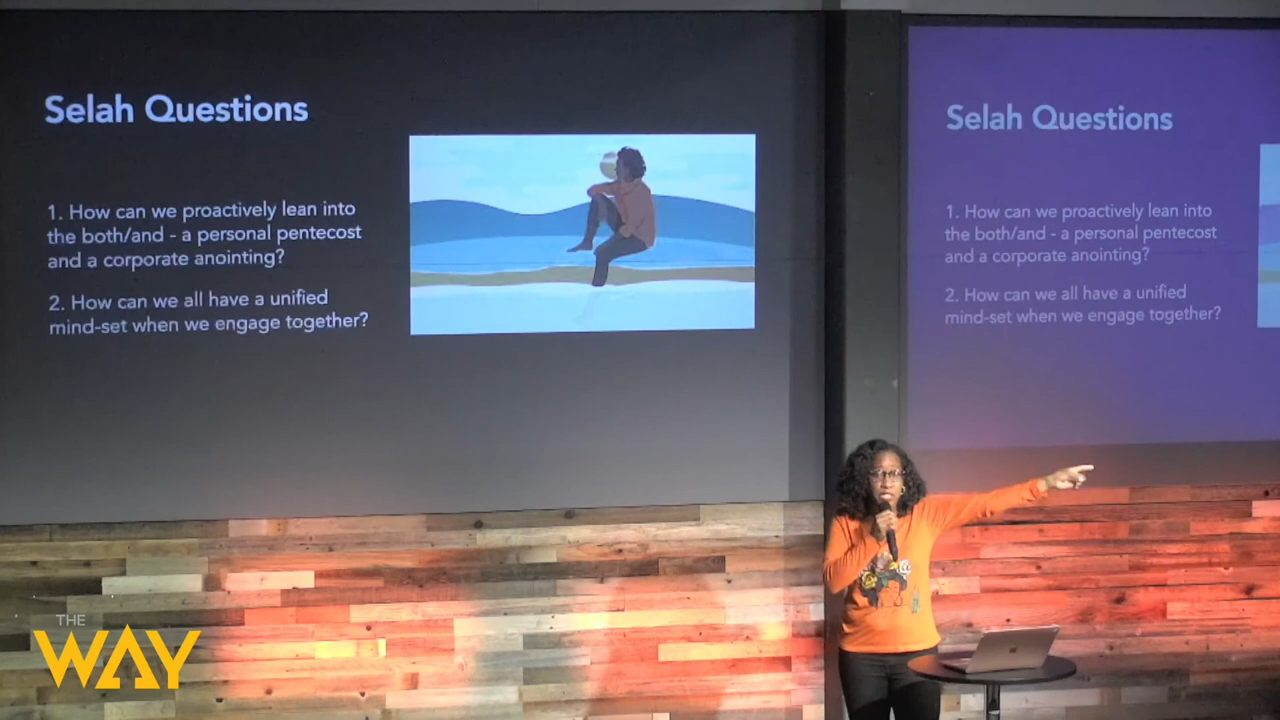 Selah Questions
1. How can we proactively lean into
the both/and - a personal pentecost
and a corporate anointing?
2. How can we all have a unified
mind-set when we engage together?
Selah Questions
1. How can we proactively lean into
the both/and - a personal pentecost
and a corporate anointing?
2. How can we all have a unified
mind-set when we engage together?
THE
WAY